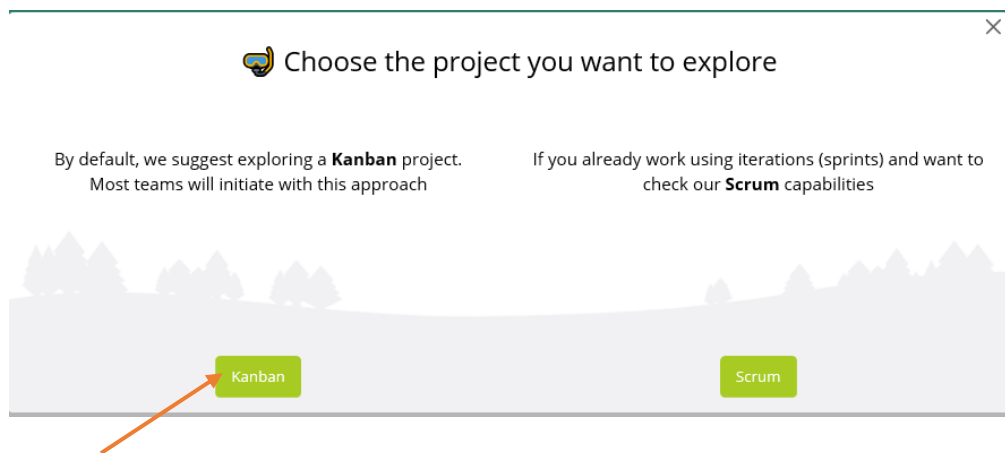 Choose the project you want to explore
By default, we suggest exploring a Kanban project.
Most teams will initiate with this approach
If you already work using iterations (sprints) and want to
check our Scrum capabilities
Kanban
Scrum